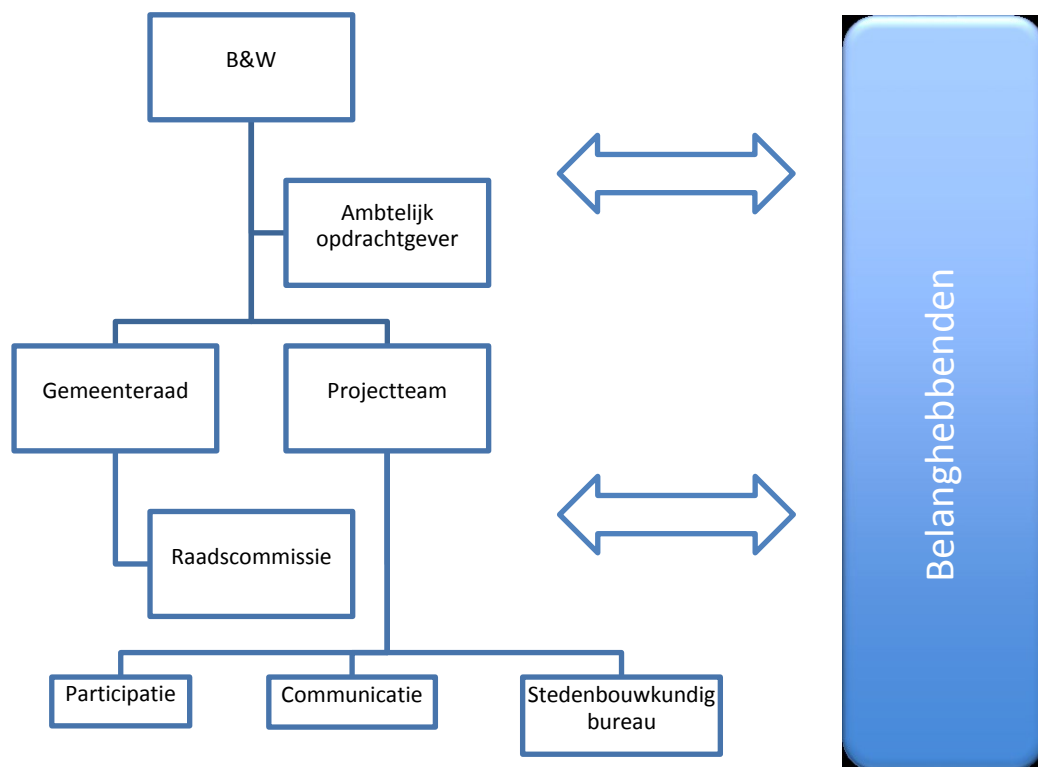 B&W
Ambtelijk
opdrachtgever
Gemeenteraad
Projectteam
Raadscommissie
Participatie
Communicatie
Stedenbouwkundig
bureau
Belanghebbenden